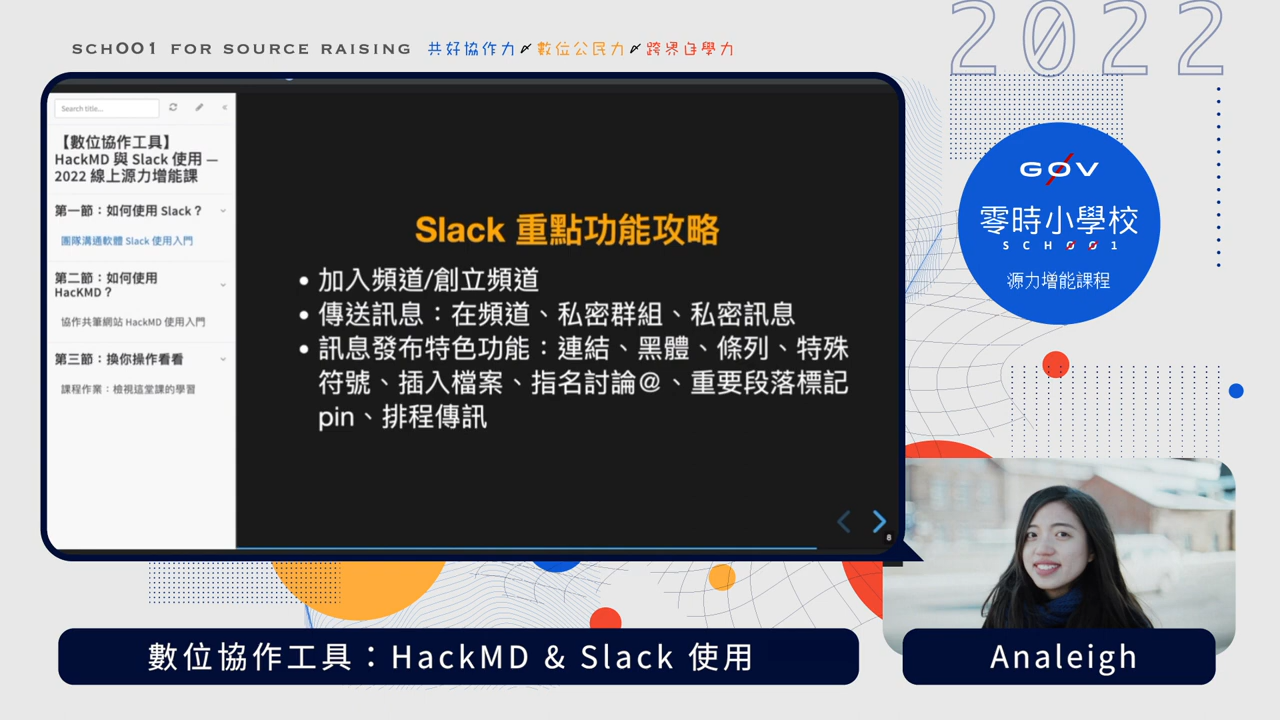 SCH001 FOR SOURCE RAISING 共好協作力 數位公民力 跨界自學力
2022
Search title...
【數位協作工具】
HackMD 與 Slack 使用 —
2022 線上源力增能課
第一節：如何使用 Slack？
團隊溝通軟體 Slack 使用入門
第二節：如何使用
HacKMD？
協作共筆網站 HackMD 使用入門
第三節：換你操作看看
課程作業：檢視這堂課的學習
Slack 重點功能攻略
• 加入頻道/創立頻道
• 傳送訊息：在頻道、私密群組、私密訊息
• 訊息發布特色功能：連結、黑體、條列、特殊
符號、插入檔案、指名討論@、重要段落標記
pin、排程傳訊
8
G0V
零時小學校
SCH001
源力增能課程
數位協作工具：HackMD & Slack 使用
Analeigh